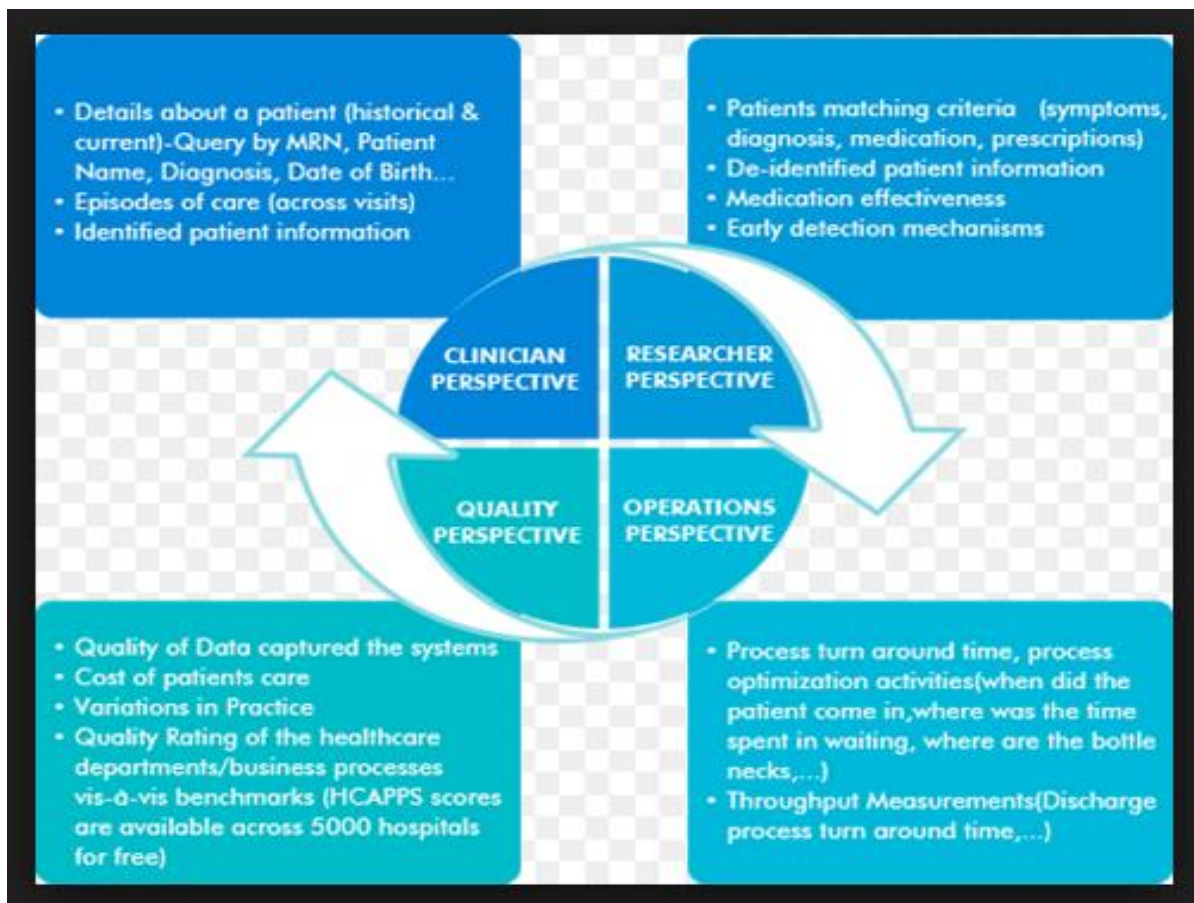 • Details about a patient (historical &
current)-Query by MRN, Patient
Name, Diagnosis, Date of Birth...
• Episodes of care (across visits)
• Identified patient information
• Patients matching criteria (symptoms,
diagnosis, medication, prescriptions)
• De-identified patient information
• Medication effectiveness
• Early detection mechanisms
CLINICIAN
PERSPECTIVE
RESEARCHER
PERSPECTIVE
QUALITY
PERSPECTIVE
OPERATIONS
PERSPECTIVE
• Quality of Data captured the systems
• Cost of patients care
• Variations in Practice
• Quality Rating of the healthcare
departments/business processes
vis-à-vis benchmarks (HCAPPS scores
are available across 5000 hospitals
for free)
• Process turn around time, process
optimization activities(when did the
patient come in,where was the time
spent in waiting, where are the bottle
necks,...)
• Throughput Measurements(Discharge
process turn around time,...)